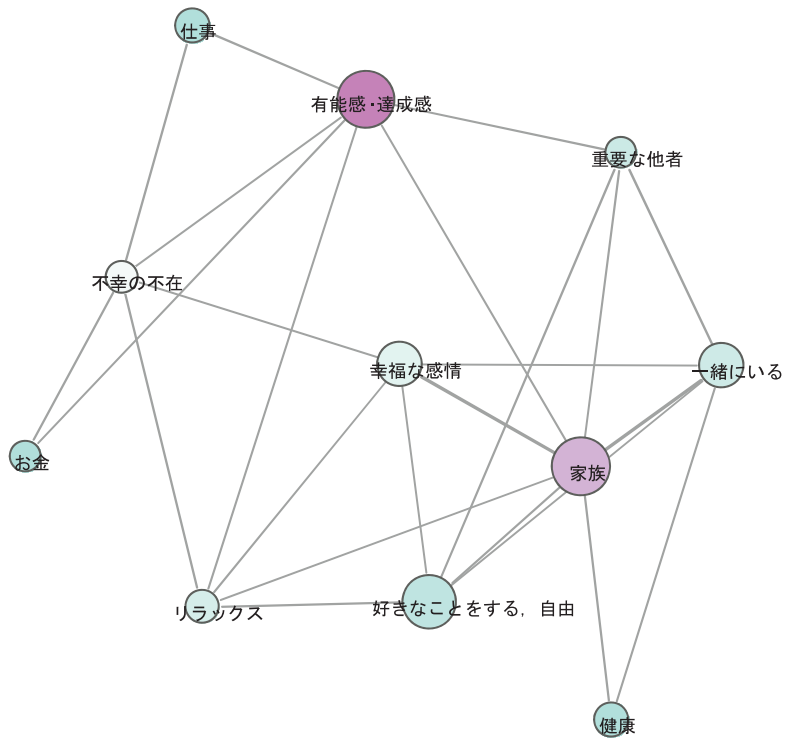 仕事
有能感・達成感
重要な他者
不幸の不在
幸福な感情
一緒にいる
お金
家族
リラックス
好きなことをする，自由
健康